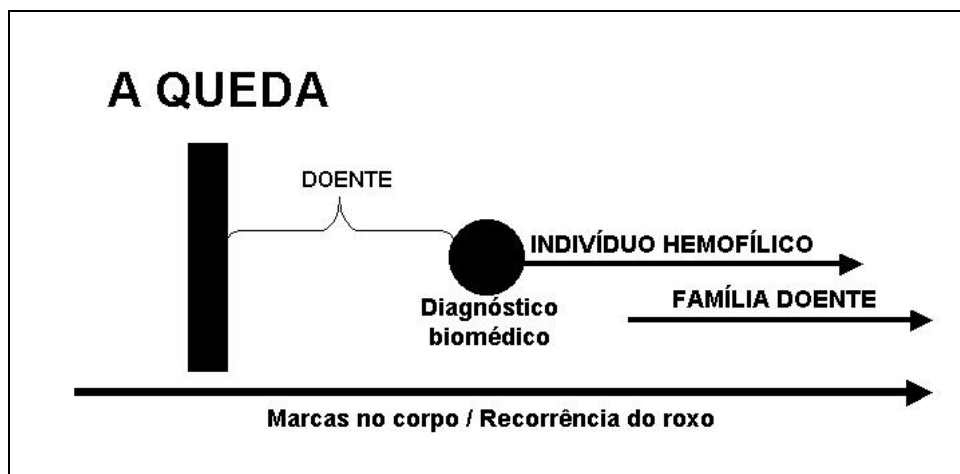 A QUEDA
DOENTE
INDIVÍDUO HEMOFÍLICO
FAMÍLIA DOENTE
Diagnóstico
biomédico
Marcas no corpo / Recorrência do roxo